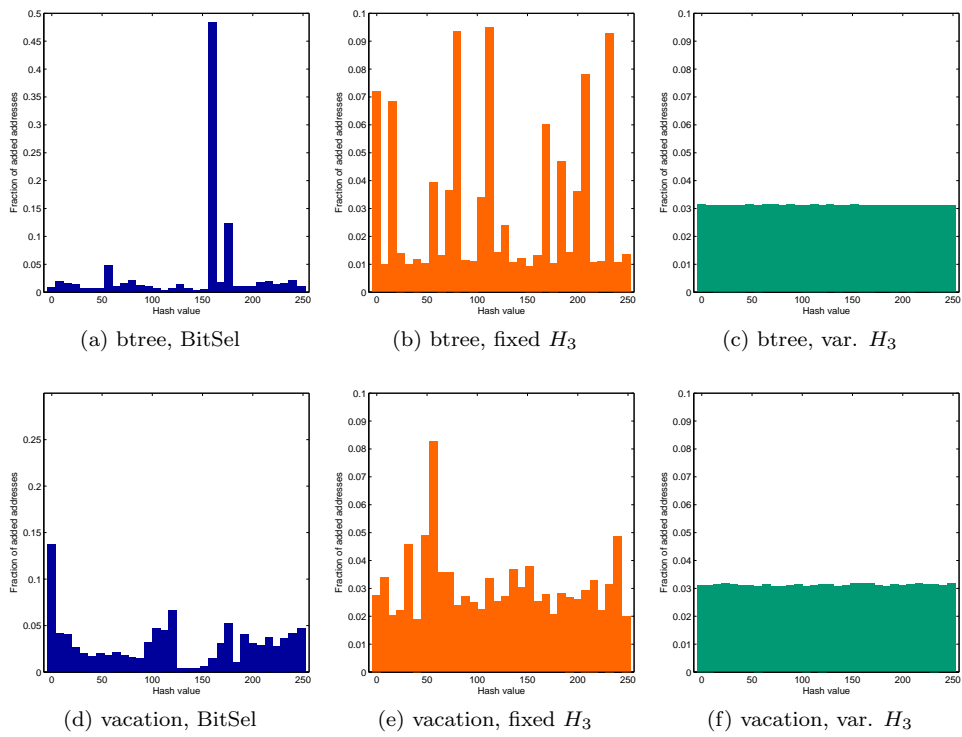 0.5
0.45
0.4
0.35
0.3
0.25
0.2
0.15
0.1
0.05
0
Fraction of added addresses
0 50 100 150 200 250
Hash value
(a) btree, BitSel
0.1
0.09
0.08
0.07
0.06
0.05
0.04
0.03
0.02
0.01
0
Fraction of added addresses
0 50 100 150 200 250
Hash value
(b) btree, fixed H3
0.1
0.09
0.08
0.07
0.06
0.05
0.04
0.03
0.02
0.01
0
Fraction of added addresses
0 50 100 150 200 250
Hash value
(c) btree, var. H3
0.25
0.2
0.15
0.1
0.05
0
Fraction of added addresses
0 50 100 150 200 250
Hash value
(d) vacation, BitSel
0.1
0.09
0.08
0.07
0.06
0.05
0.04
0.03
0.02
0.01
0
Fraction of added addresses
0 50 100 150 200 250
Hash value
(e) vacation, fixed H3
0.1
0.09
0.08
0.07
0.06
0.05
0.04
0.03
0.02
0.01
0
Fraction of added addresses
0 50 100 150 200 250
Hash value
(f) vacation, var. H3